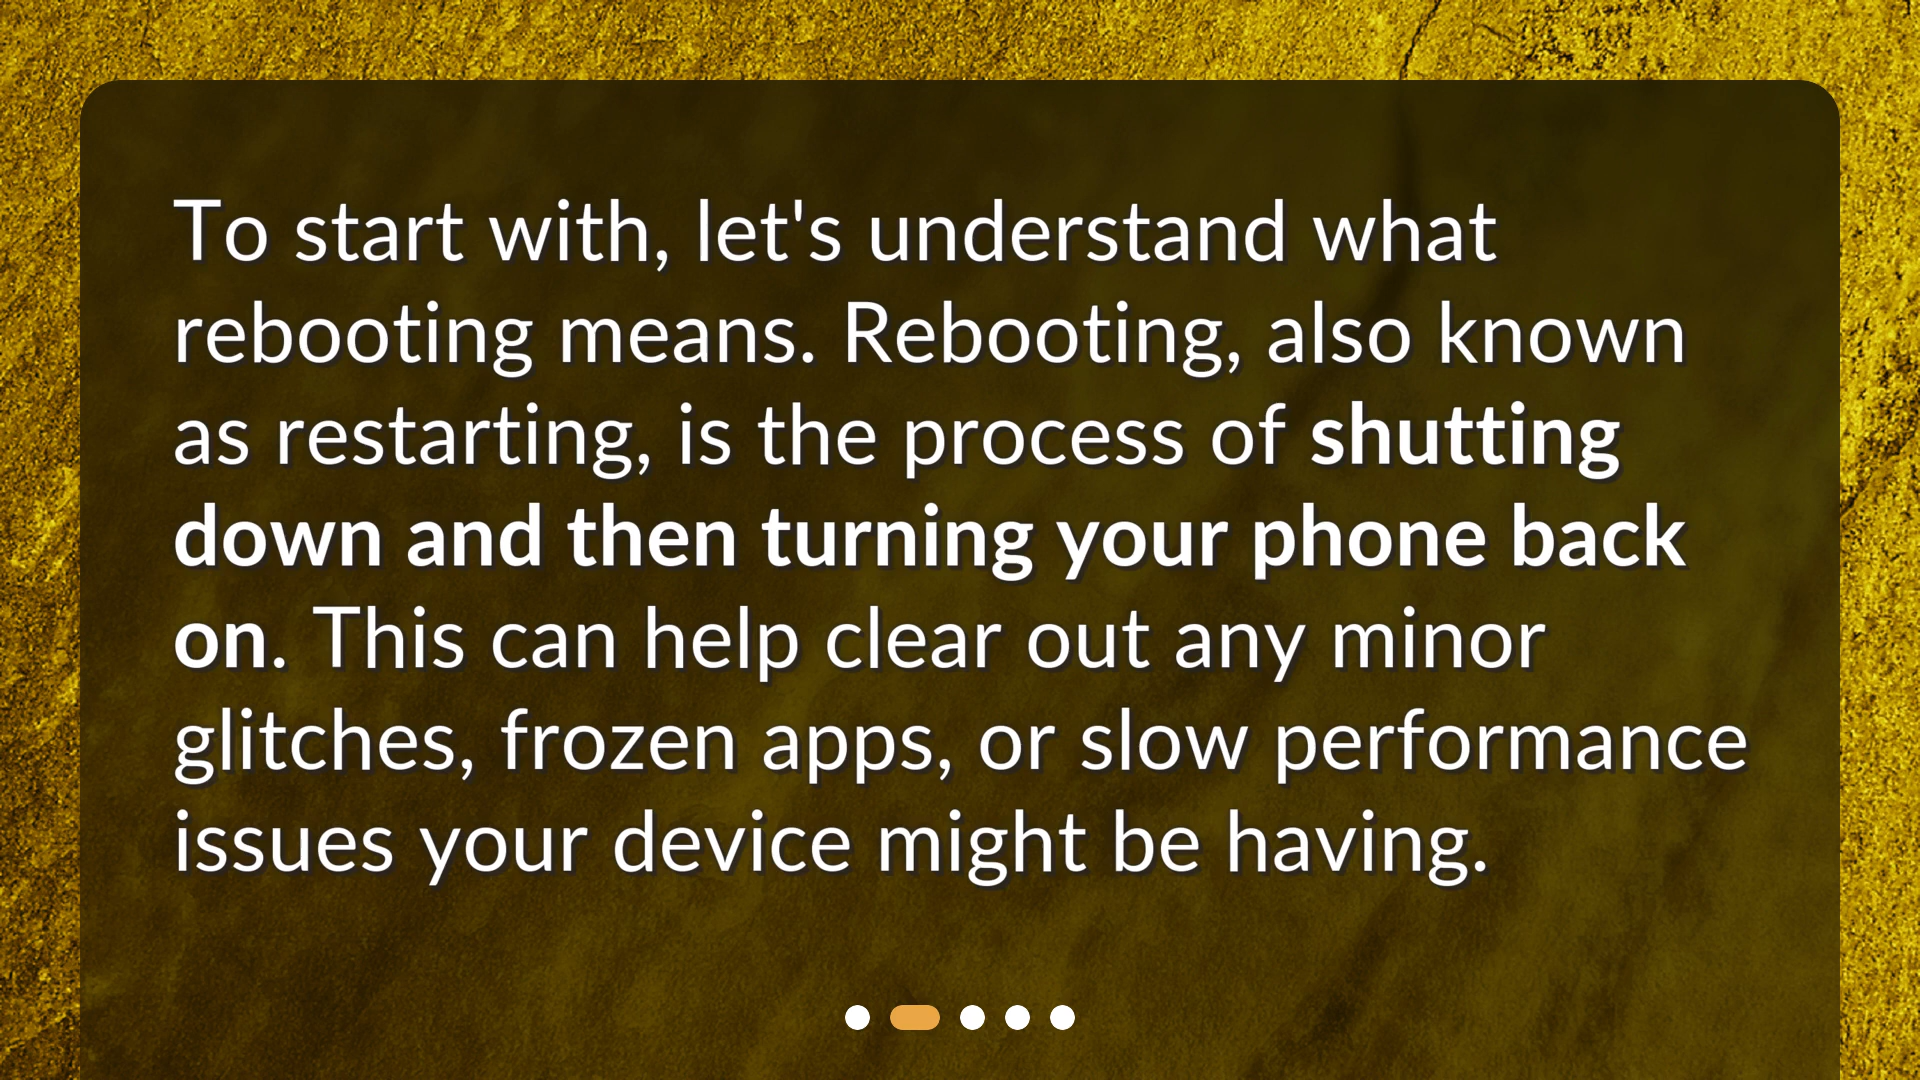 To start with, let's understand what
rebooting means. Rebooting, also known
as restarting, is the process of shutting
down and then turning your phone back
on. This can help clear out any minor
glitches, frozen apps, or slow performance
issues your device might be having.